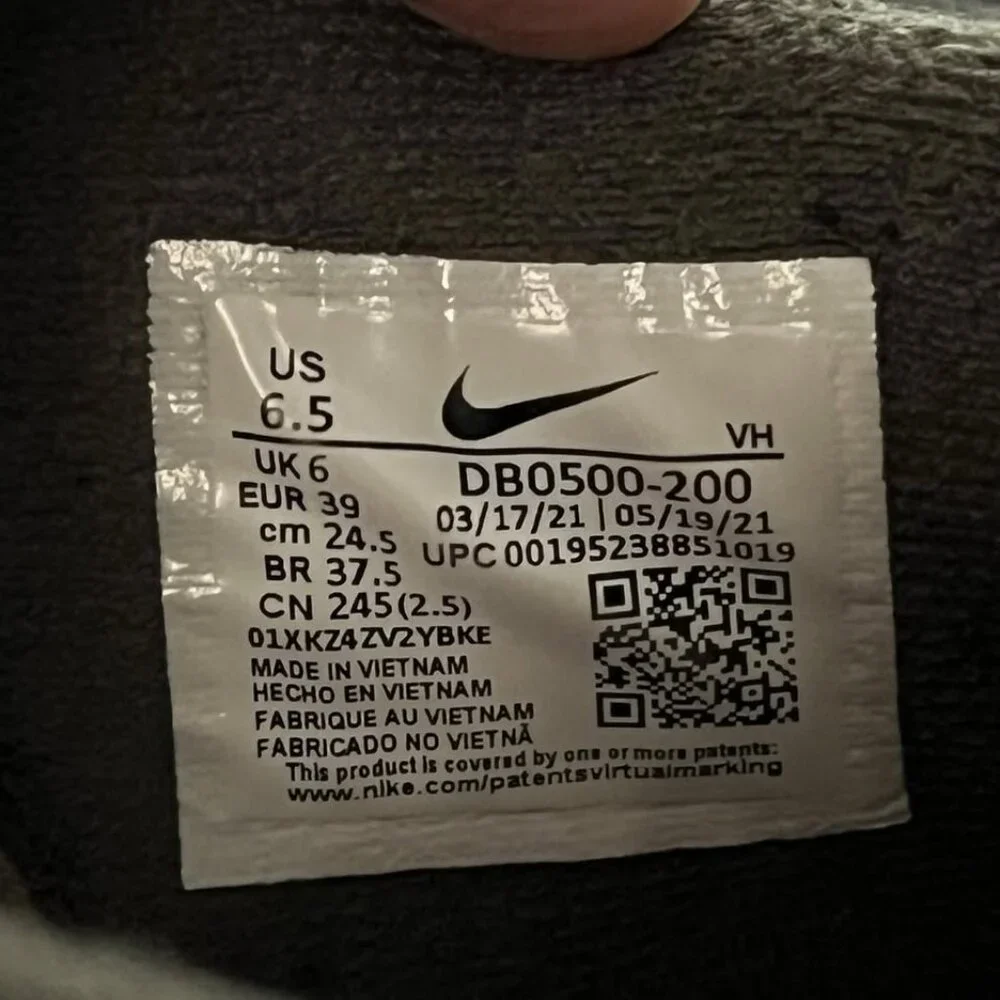 US
6.5
VH
UK 6
EUR 39
cm 24.5
BR 37.5
CN 245(2.5)
01XKZ4ZV2YBKE
DB0500-200
03/17/21 | 05/19/21
UPC 00195238851019
MADE IN VIETNAM
HECHO EN VIETNAM
FABRIQUE AU VIETNAM
FABRICADO NO VIETNÃ
This product is covered by one or more patents:
www.nike.com/patentsvirtualmarking